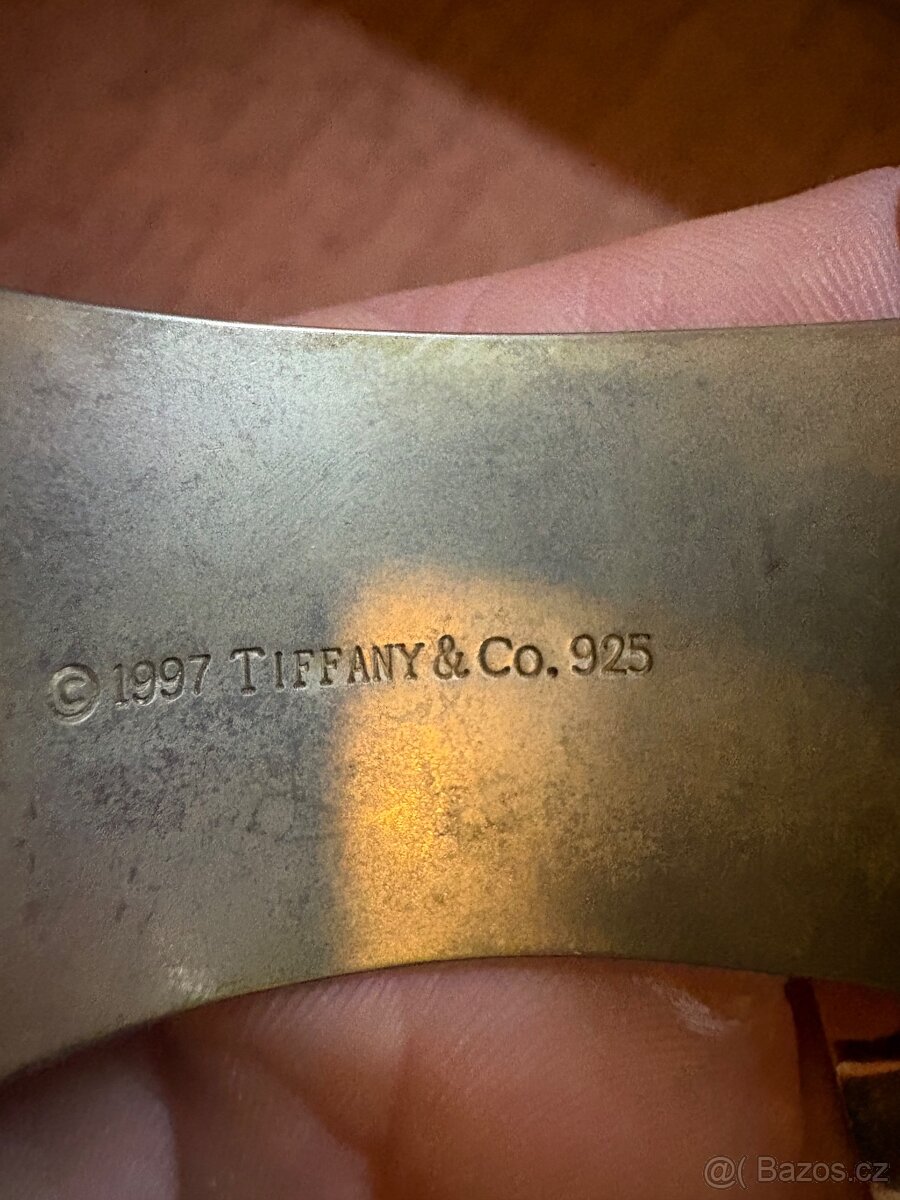 © 1997 TIFFANY & Co. 925
@( Bazos.cz